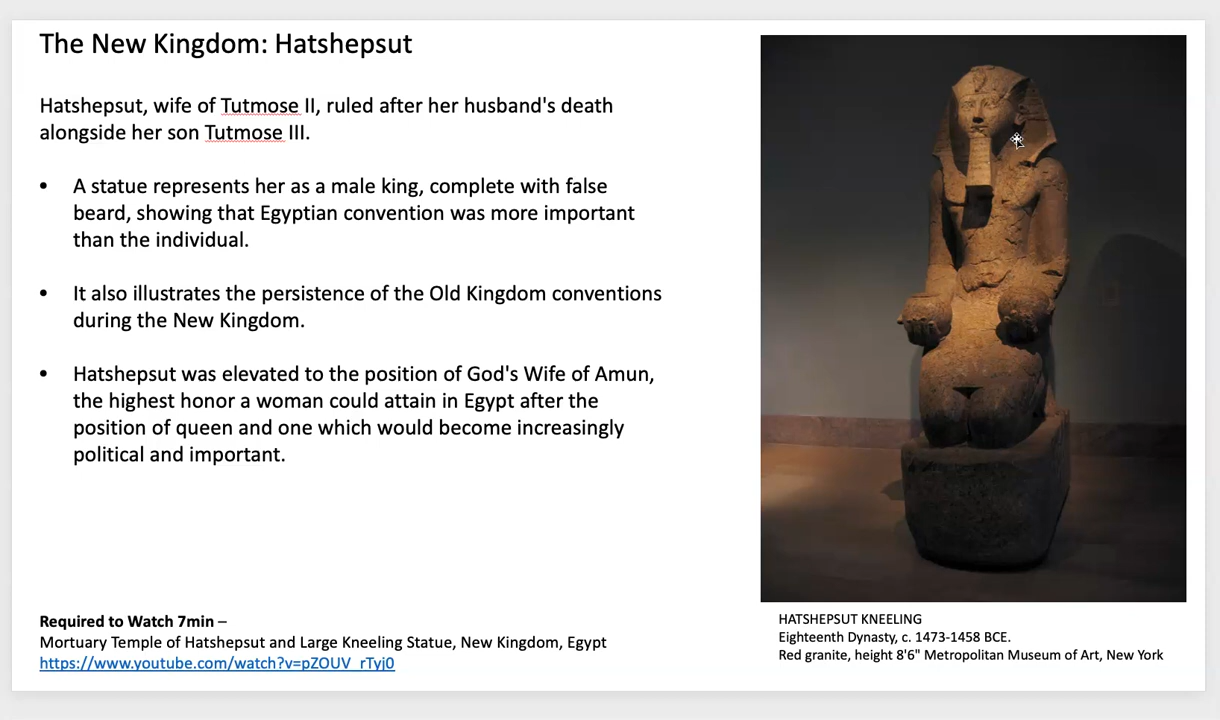 The New Kingdom: Hatshepsut
Hatshepsut, wife of Tutmose II, ruled after her husband's death
alongside her son Tutmose III.
• A statue represents her as a male king, complete with false
beard, showing that Egyptian convention was more important
than the individual.
• It also illustrates the persistence of the Old Kingdom conventions
during the New Kingdom.
• Hatshepsut was elevated to the position of God's Wife of Amun,
the highest honor a woman could attain in Egypt after the
position of queen and one which would become increasingly
political and important.
Required to Watch 7min –
Mortuary Temple of Hatshepsut and Large Kneeling Statue, New Kingdom, Egypt
https://www.youtube.com/watch?v=pZOUV_rTyj0
HATSHEPSUT KNEELING
Eighteenth Dynasty, c. 1473-1458 BCE.
Red granite, height 8'6" Metropolitan Museum of Art, New York